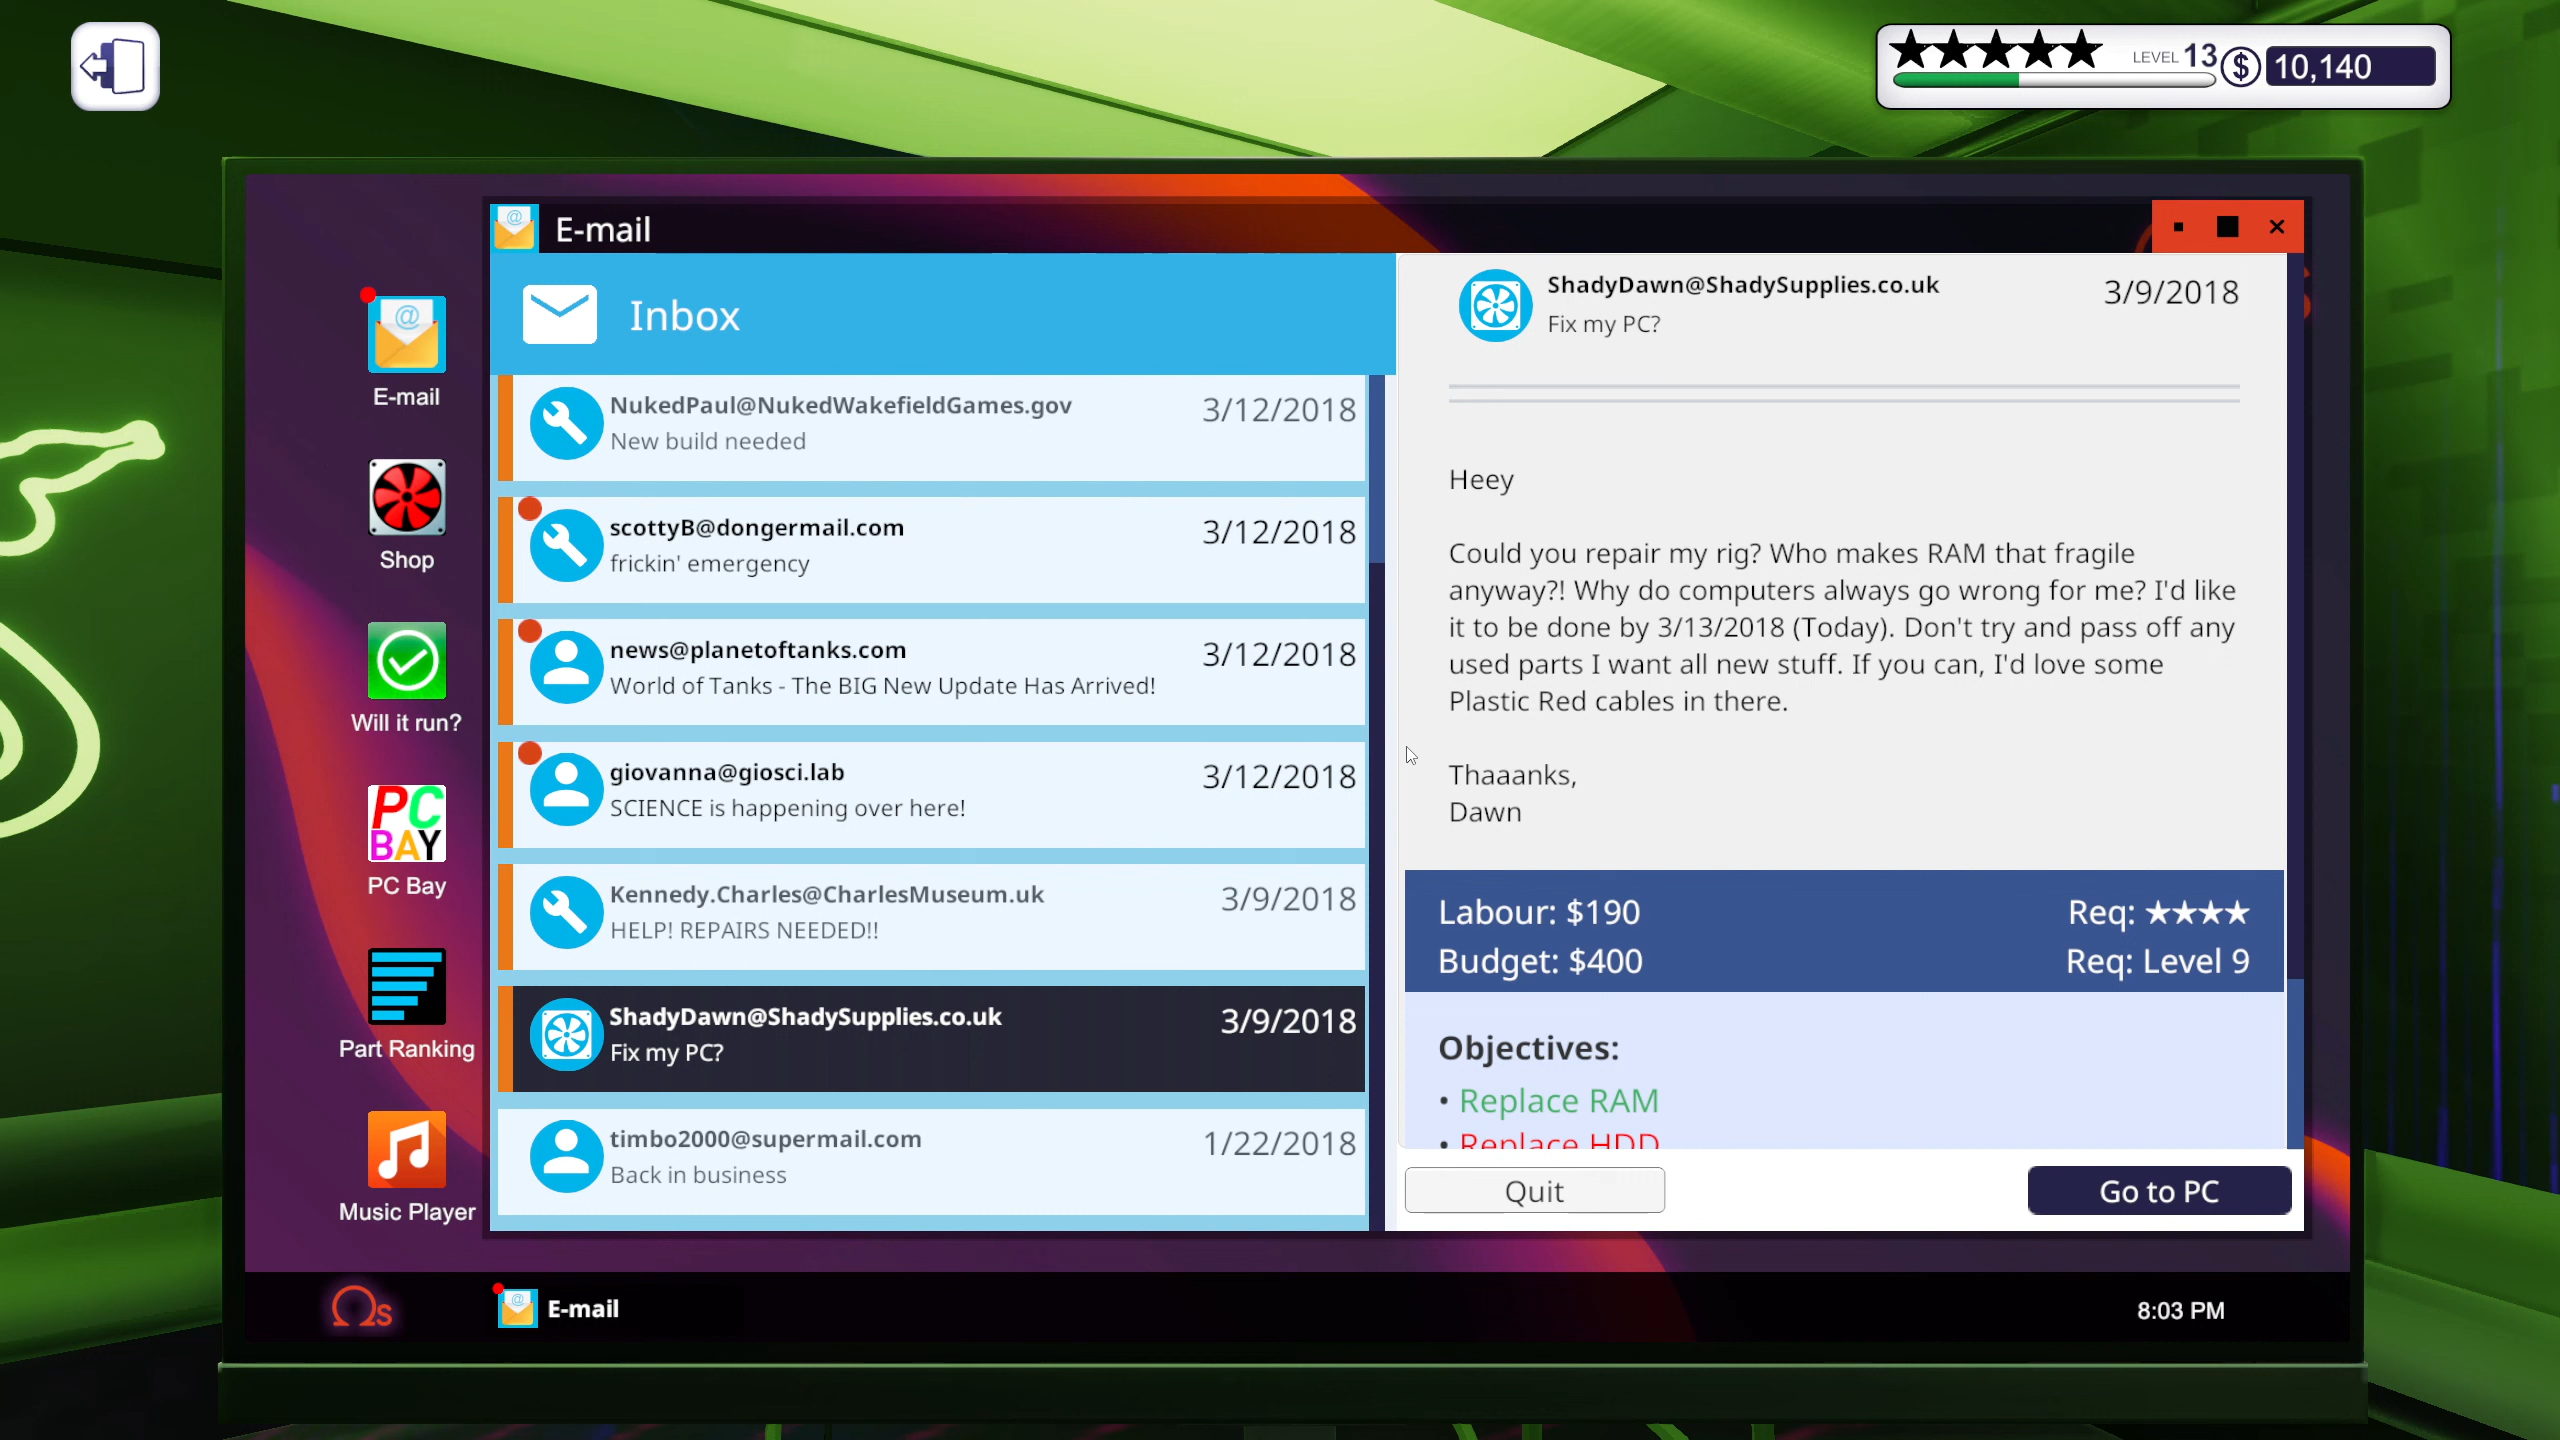 LEVEL 13
$ 10,140
E-mail
Inbox
NukedPaul@NukedWakefieldGames.gov
3/12/2018
New build needed
scottyB@dongermail.com
3/12/2018
frickin' emergency
news@planetoftanks.com
3/12/2018
World of Tanks - The BIG New Update Has Arrived!
giovanna@giosci.lab
3/12/2018
SCIENCE is happening over here!
Kennedy.Charles@CharlesMuseum.uk
3/9/2018
HELP! REPAIRS NEEDED!!
ShadyDawn@ShadySupplies.co.uk
3/9/2018
Fix my PC?
timbo2000@supermail.com
1/22/2018
Back in business
ShadyDawn@ShadySupplies.co.uk
3/9/2018
Fix my PC?
Heey
Could you repair my rig? Who makes RAM that fragile
anyway?! Why do computers always go wrong for me? I'd like
it to be done by 3/13/2018 (Today). Don't try and pass off any
used parts I want all new stuff. If you can, I'd love some
Plastic Red cables in there.
Thaaanks,
Dawn
Labour: $190
Req: ★★★★
Budget: $400
Req: Level 9
Objectives:
• Replace RAM
• Replace HDD
Quit
Go to PC
E-mail
Shop
Will it run?
PC
BAY
PC Bay
Part Ranking
Music Player
Ωs
E-mail
8:03 PM